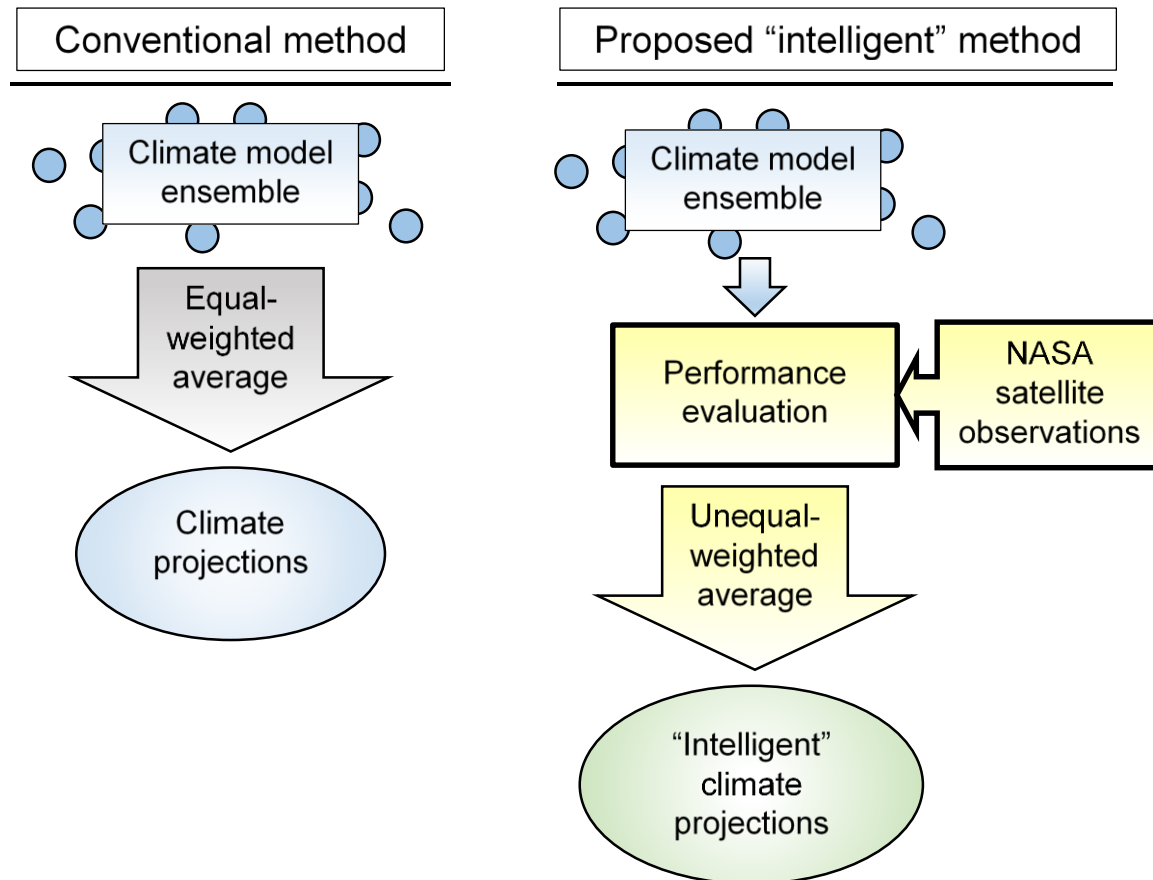 Conventional method
Climate model
ensemble
Equal-
weighted
average
Climate
projections
Proposed “intelligent” method
Climate model
ensemble
Performance
evaluation
NASA
satellite
observations
Unequal-
weighted
average
“Intelligent”
climate
projections